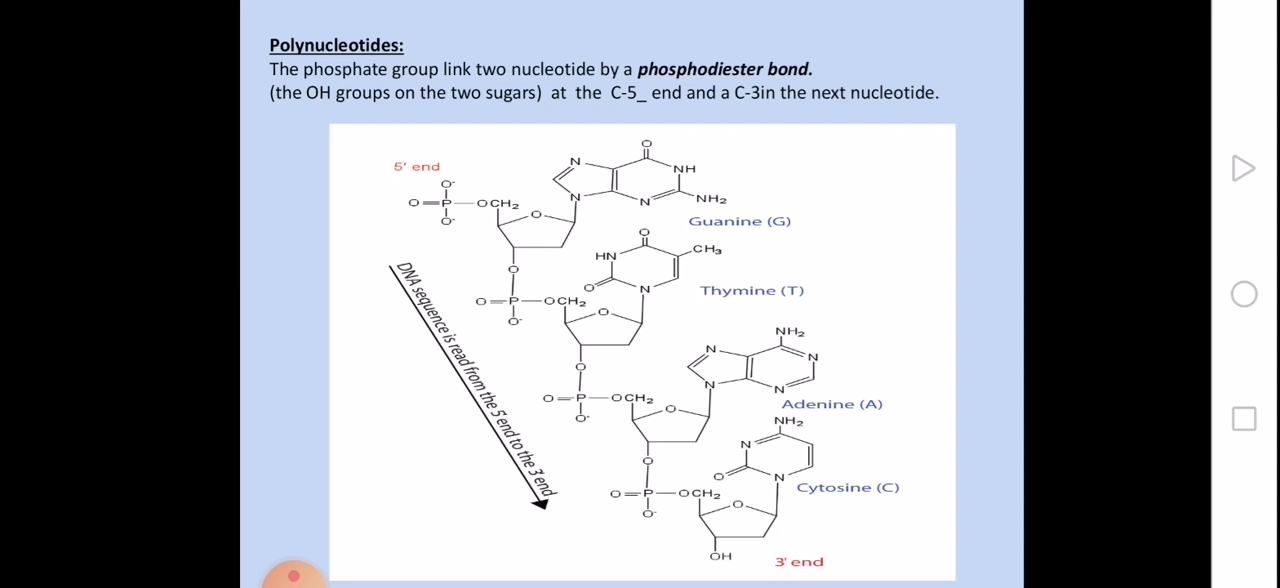 Polynucleotides:
The phosphate group link two nucleotide by a phosphodiester bond.
(the OH groups on the two sugars) at the C-5_ end and a C-3in the next nucleotide.
5' end
O
N
NH
O-
O=P—OCH2
O-
O
N
N
NH2
Guanine (G)
O
HN
CH3
O
O
N
Thymine (T)
O=P—OCH2
O-
O
DNA sequence is read from the 5' end to the 3' end
NH2
N
N
O
N
N
Adenine (A)
O=P—OCH2
O-
O
NH2
N
O
O
N
Cytosine (C)
O=P—OCH2
O-
O
OH
3' end